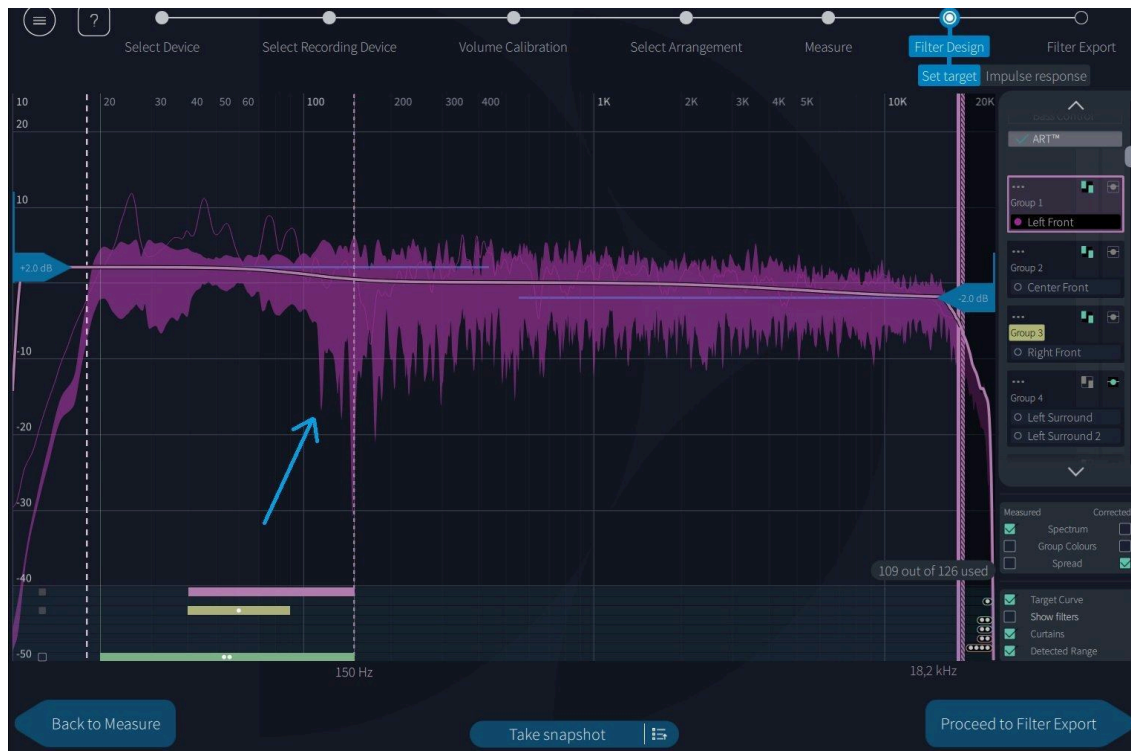 ?
Select Device
Select Recording Device
Volume Calibration
Select Arrangement
Measure
Filter Design
Filter Export
Set target
Impulse response
10
20 30 40 50 60 100 200 300 400 1K 2K 3K 4K 5K 10K 20K
20
10
+2.0 dB
-2.0 dB
-10
-20
-30
-40
-50
Bass Control
ART™
Group 1
Left Front
Group 2
Center Front
Group 3
Right Front
Group 4
Left Surround
Left Surround 2
Measured Corrected
Spectrum
Group Colours
Spread
109 out of 126 used
Target Curve
Show filters
Curtains
Detected Range
150 Hz
18,2 kHz
Back to Measure
Take snapshot
Proceed to Filter Export